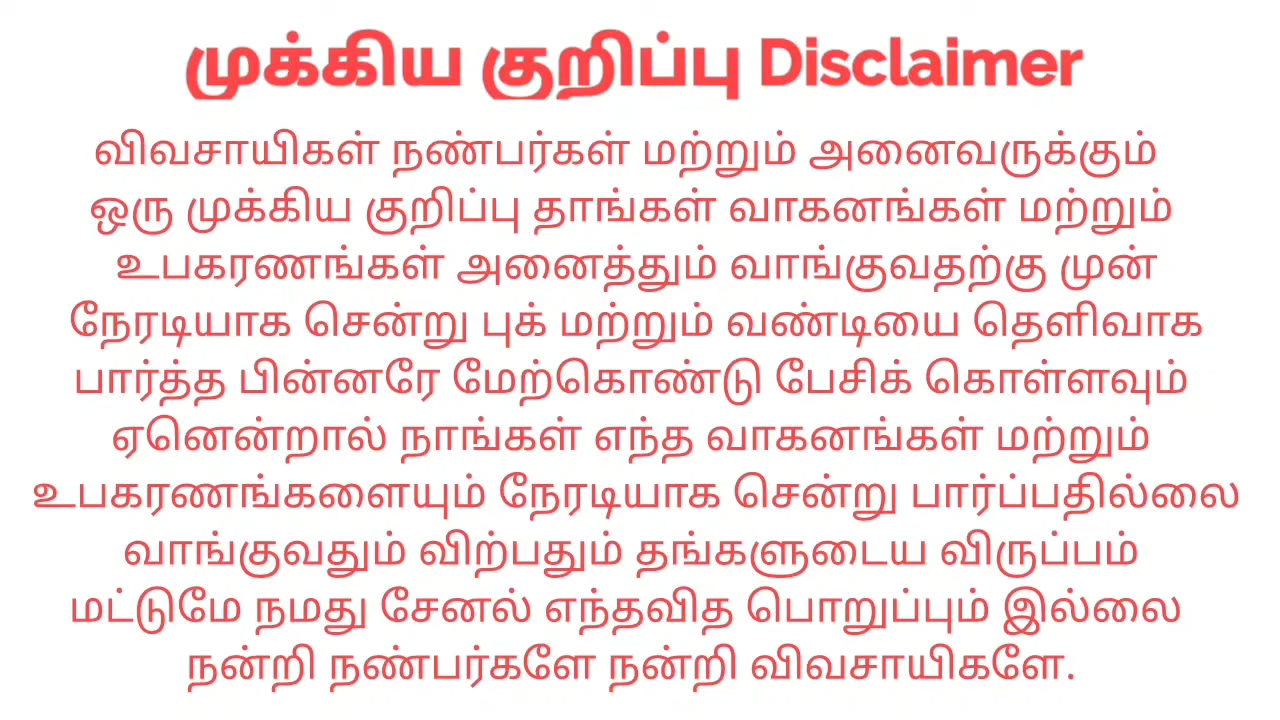 முக்கிய குறிப்பு Disclaimer
விவசாயிகள் நண்பர்கள் மற்றும் அனைவருக்கும்
ஒரு முக்கிய குறிப்பு தாங்கள் வாகனங்கள் மற்றும்
உபகரணங்கள் அனைத்தும் வாங்குவதற்கு முன்
நேரடியாக சென்று புக் மற்றும் வண்டியை தெளிவாக
பார்த்த பின்னரே மேற்கொண்டு பேசிக் கொள்ளவும்
ஏனென்றால் நாங்கள் எந்த வாகனங்கள் மற்றும்
உபகரணங்களையும் நேரடியாக சென்று பார்ப்பதில்லை
வாங்குவதும் விற்பதும் தங்களுடைய விருப்பம்
மட்டுமே நமது சேனல் எந்தவித பொறுப்பும் இல்லை
நன்றி நண்பர்களே நன்றி விவசாயிகளே.